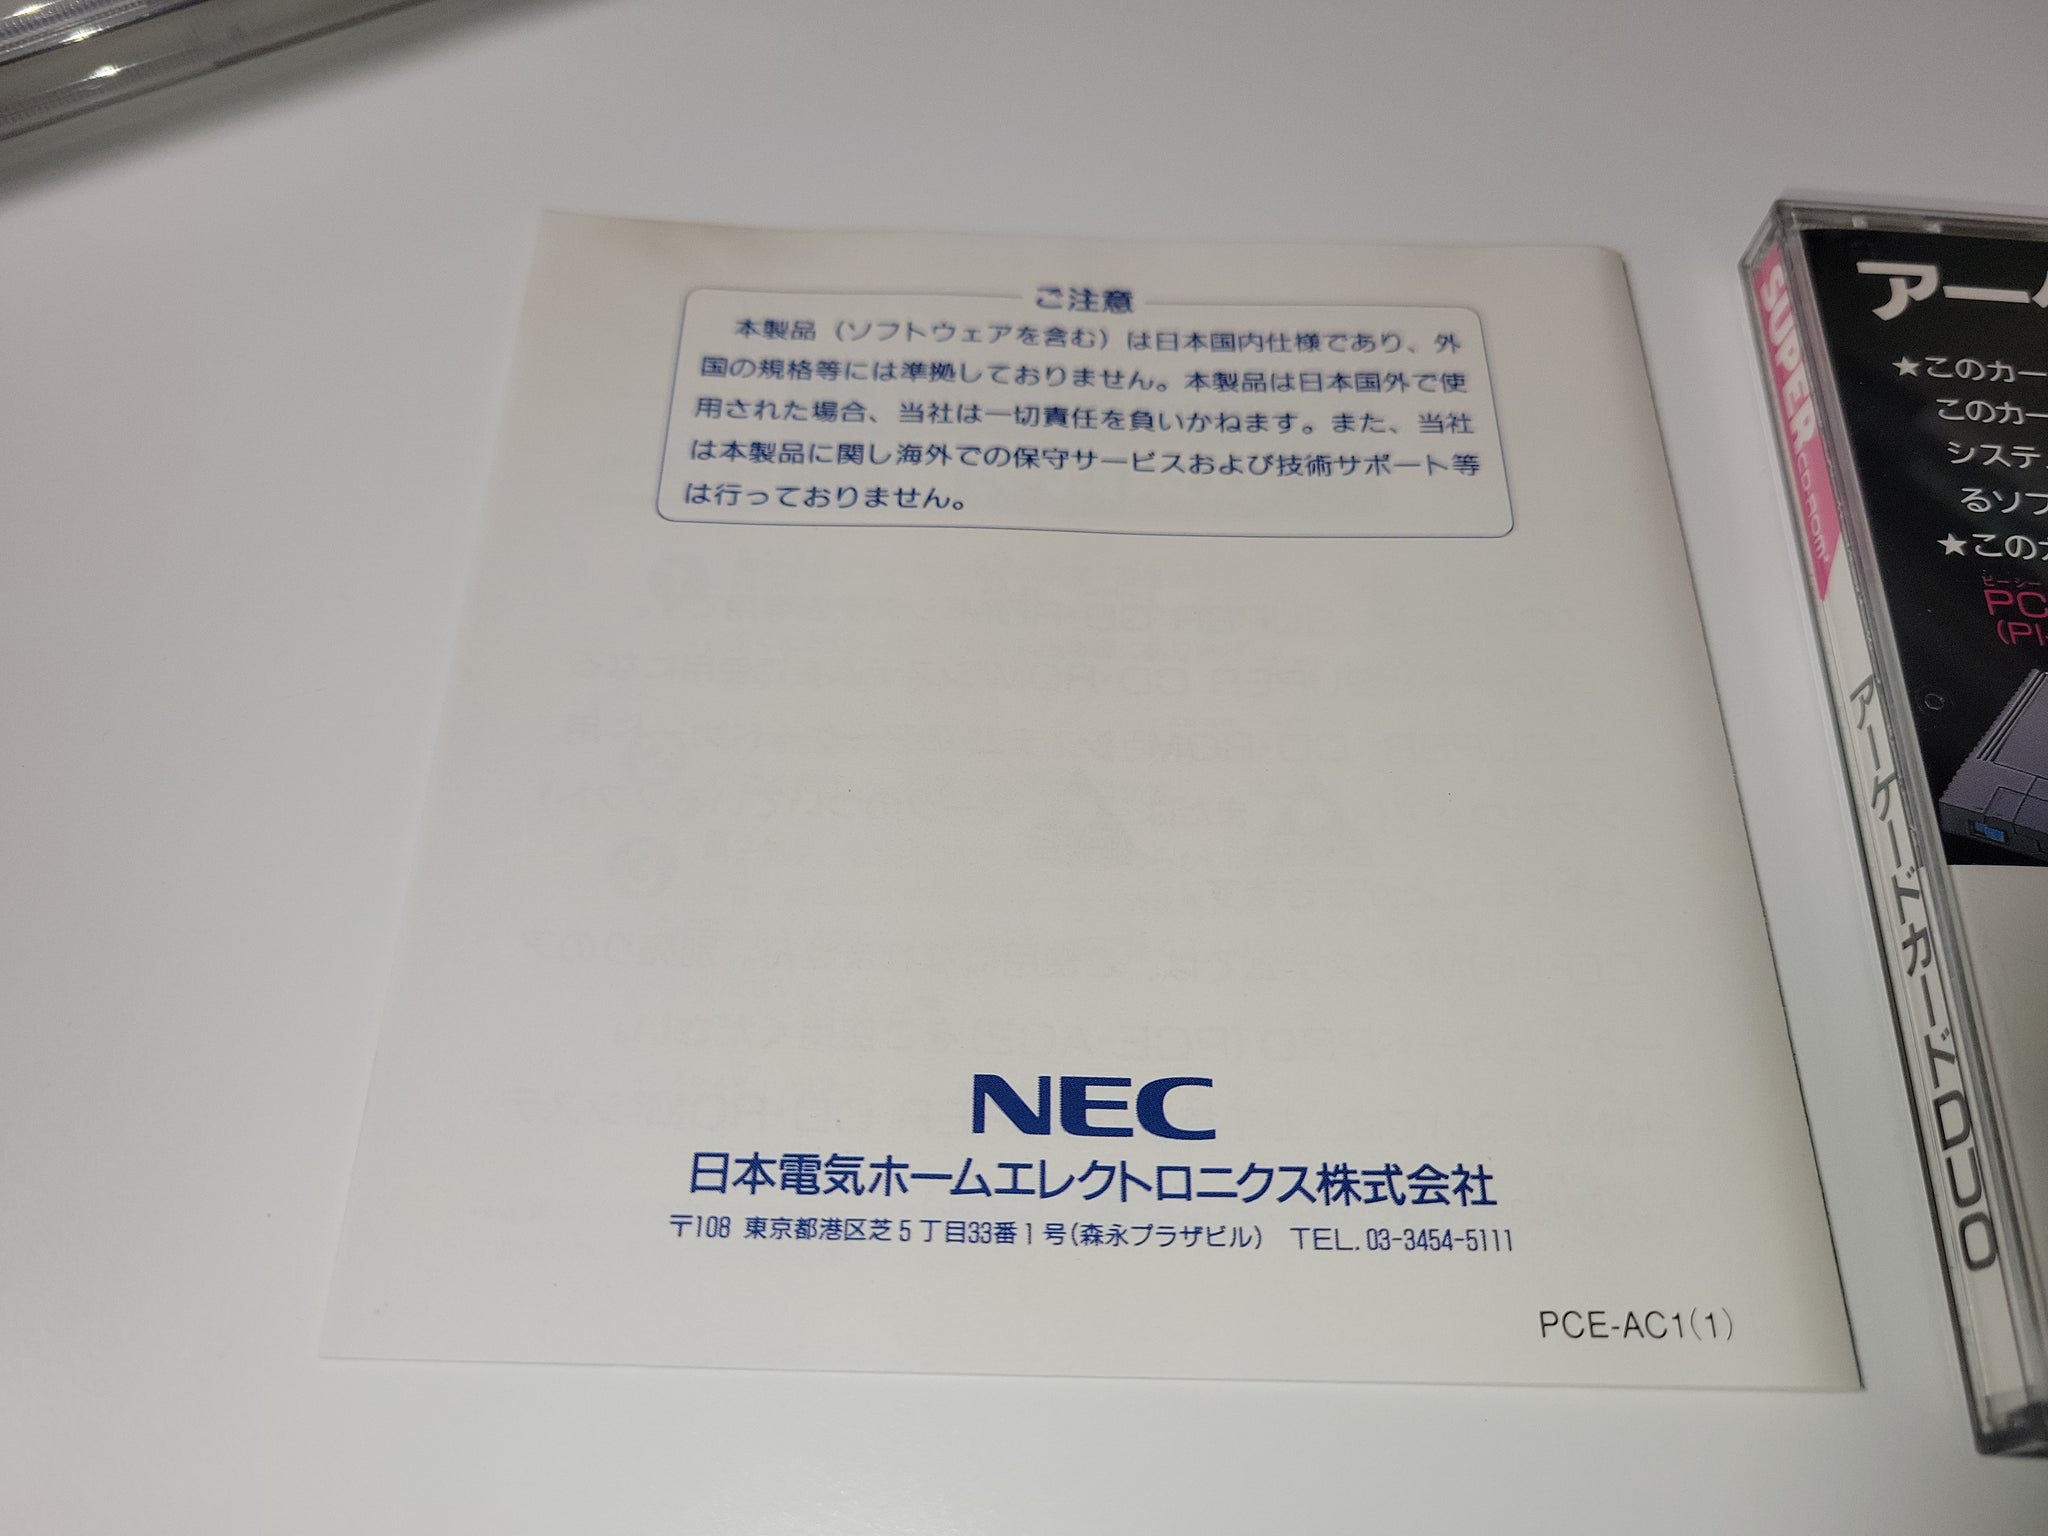 ご注意
本製品（ソフトウェアを含む）は日本国内仕様であり、外
国の規格等には準拠しておりません。本製品は日本国外で使
用された場合、当社は一切責任を負いかねます。また、当社
は本製品に関し海外での保守サービスおよび技術サポート等
は行っておりません。
NEC
日本電気ホームエレクトロニクス株式会社
〒108 東京都港区芝5丁目33番1号(森永プラザビル) TEL. 03-3454-5111
PCE-AC1(1)
SUPER CD-ROM²
アーケードカードDUO
アー
★このカー
このカー
システ
るソフ
★このカ
ピーシー
PC
(PI-